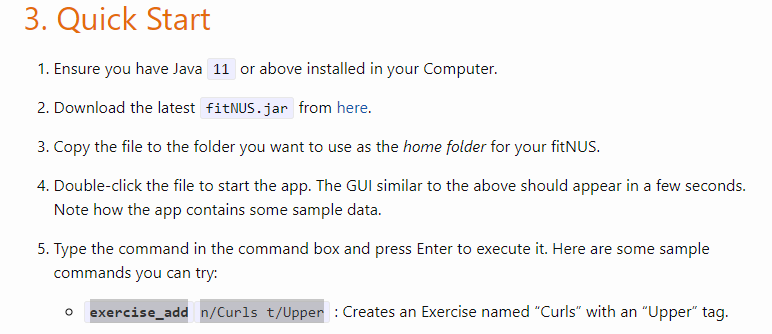 3. Quick Start
1. Ensure you have Java 11 or above installed in your Computer.
2. Download the latest fitNUS.jar from here.
3. Copy the file to the folder you want to use as the home folder for your fitNUS.
4. Double-click the file to start the app. The GUI similar to the above should appear in a few seconds.
Note how the app contains some sample data.
5. Type the command in the command box and press Enter to execute it. Here are some sample
commands you can try:
exercise_add n/Curls t/Upper : Creates an Exercise named “Curls” with an “Upper” tag.